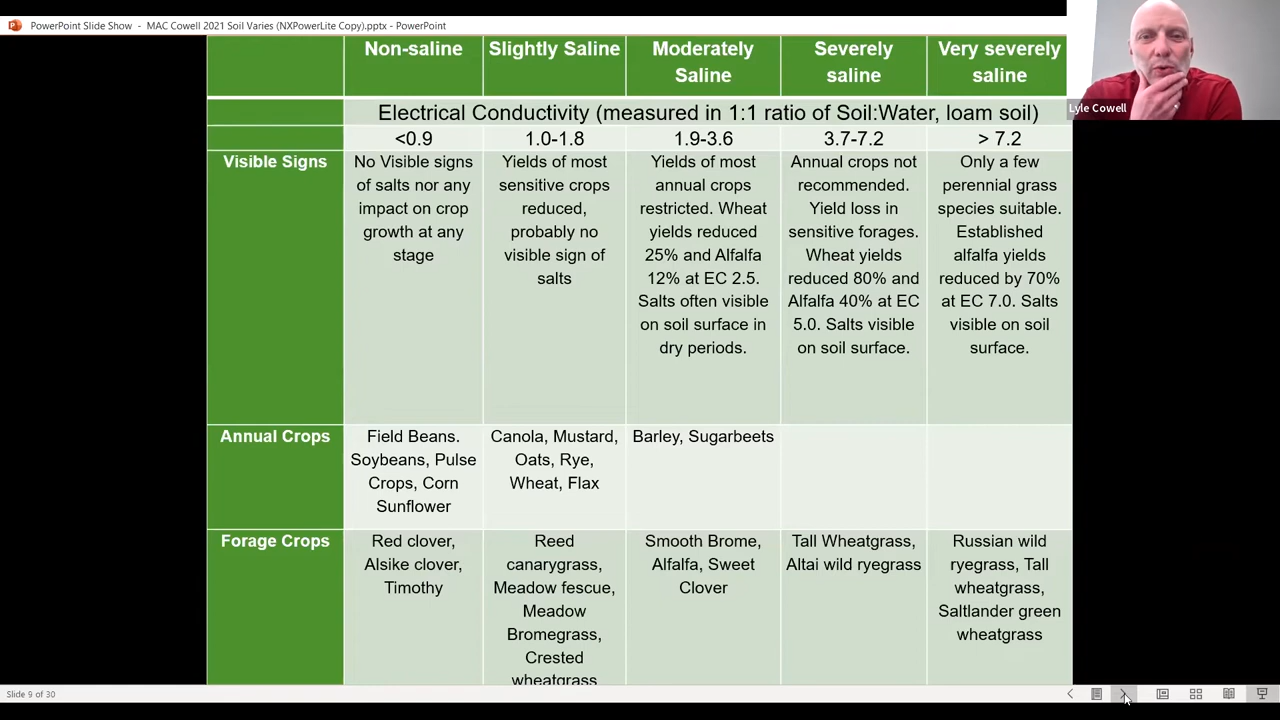 PowerPoint Slide Show - MAC Cowell 2021 Soil Varies (NXPowerLite Copy).pptx - PowerPoint
Non-saline
Slightly Saline
Moderately
Saline
Severely
saline
Very severely
saline
Electrical Conductivity (measured in 1:1 ratio of Soil:Water, loam soil)
<0.9
1.0-1.8
1.9-3.6
3.7-7.2
> 7.2
Visible Signs
No Visible signs
of salts nor any
impact on crop
growth at any
stage
Yields of most
sensitive crops
reduced,
probably no
visible sign of
salts
Yields of most
annual crops
restricted. Wheat
yields reduced
25% and Alfalfa
12% at EC 2.5.
Salts often visible
on soil surface in
dry periods.
Annual crops not
recommended.
Yield loss in
sensitive forages.
Wheat yields
reduced 80% and
Alfalfa 40% at EC
5.0. Salts visible
on soil surface.
Only a few
perennial grass
species suitable.
Established
alfalfa yields
reduced by 70%
at EC 7.0. Salts
visible on soil
surface.
Annual Crops
Field Beans.
Soybeans, Pulse
Crops, Corn
Sunflower
Canola, Mustard,
Oats, Rye,
Wheat, Flax
Barley, Sugarbeets
Forage Crops
Red clover,
Alsike clover,
Timothy
Reed
canarygrass,
Meadow fescue,
Meadow
Bromegrass,
Crested
wheatgrass
Smooth Brome,
Alfalfa, Sweet
Clover
Tall Wheatgrass,
Altai wild ryegrass
Russian wild
ryegrass, Tall
wheatgrass,
Saltlander green
wheatgrass
Lyle Cowell
Slide 9 of 30